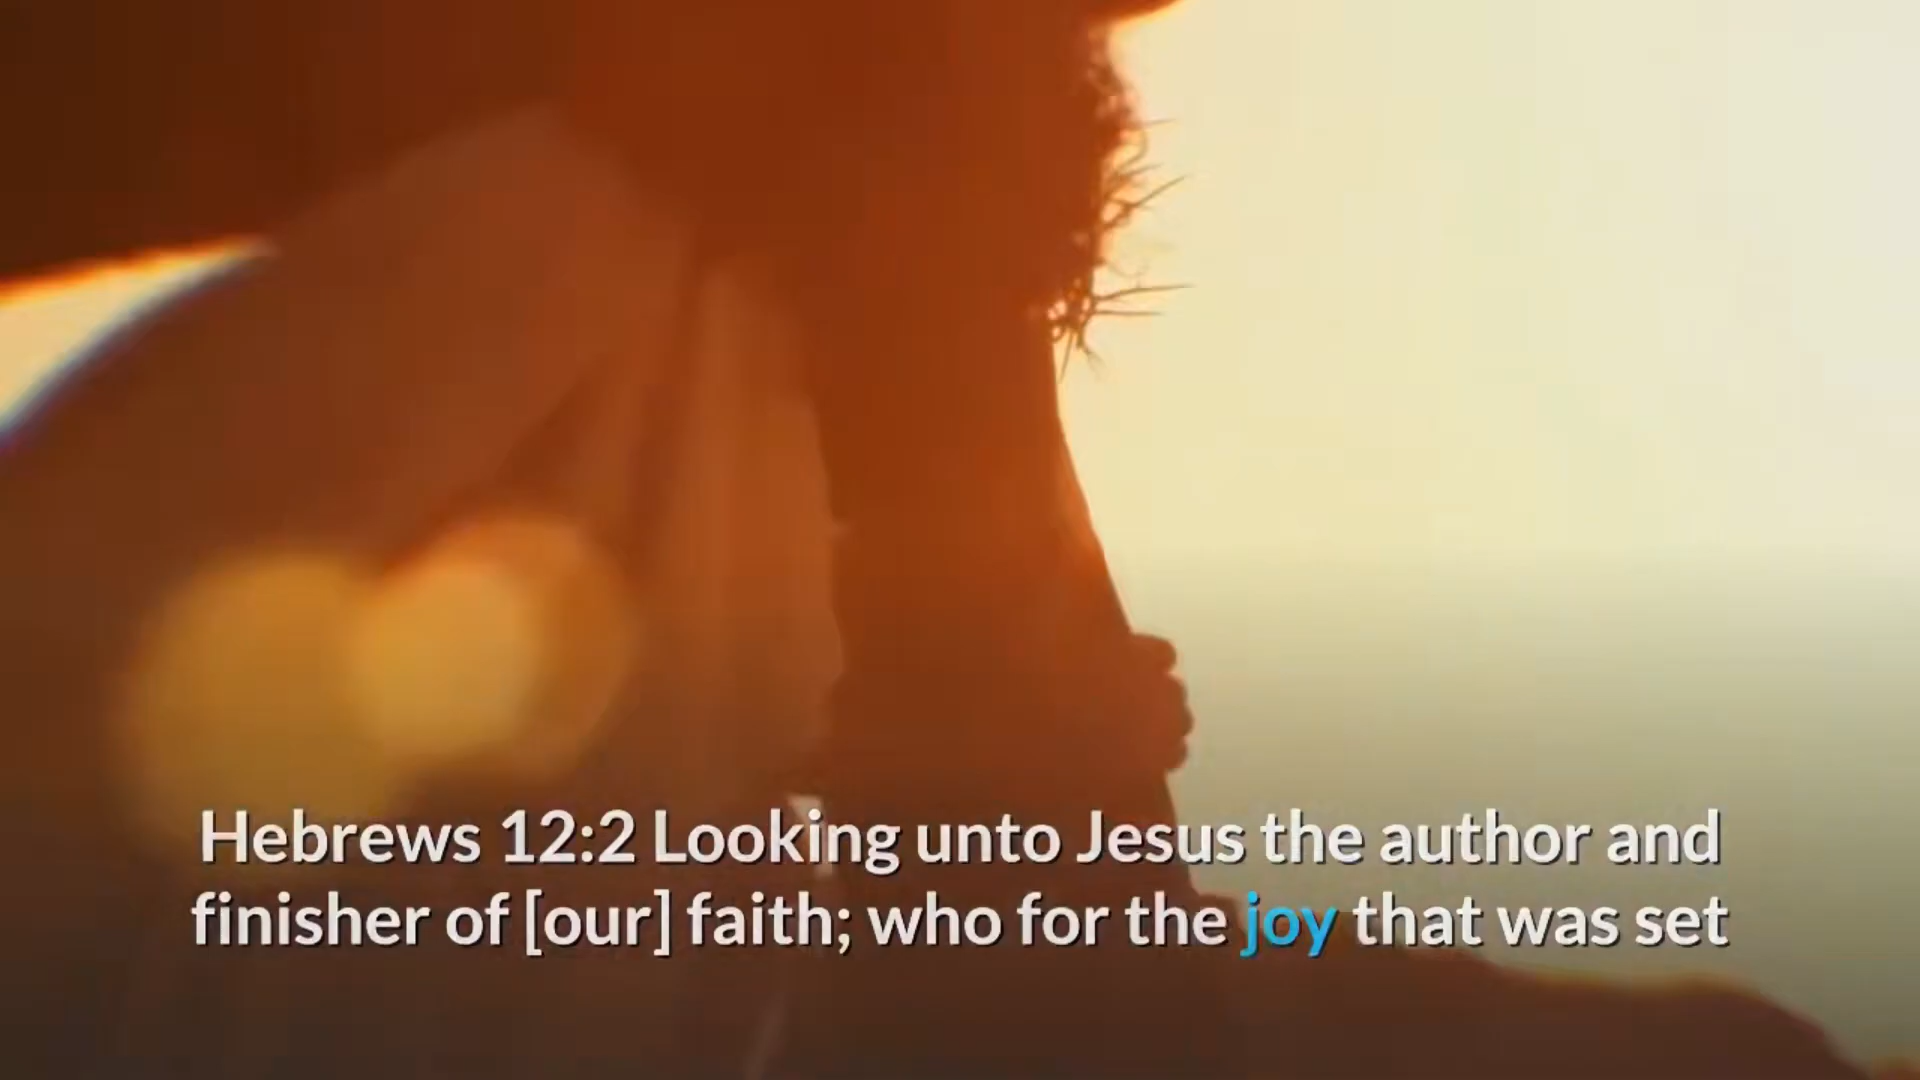 Hebrews 12:2 Looking unto Jesus the author and
finisher of [our] faith; who for the joy that was set